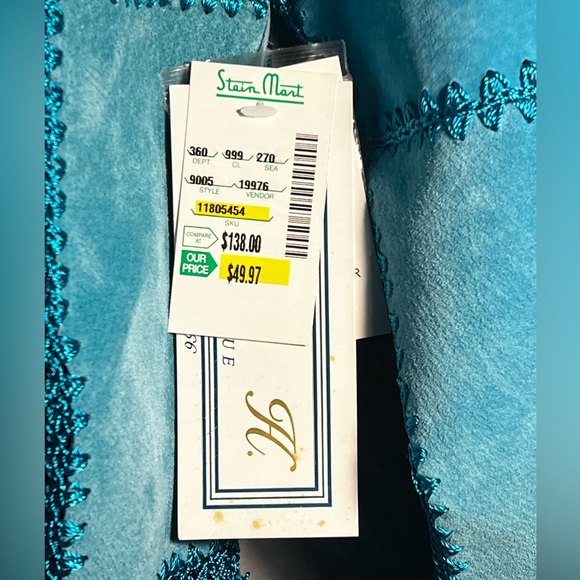 Stein Mart
360 999 270
DEPT CL SEA
9005 19976
STYLE VENDOR
11805454
SKU
COMPARE AT $138.00
OUR PRICE $49.97
H.